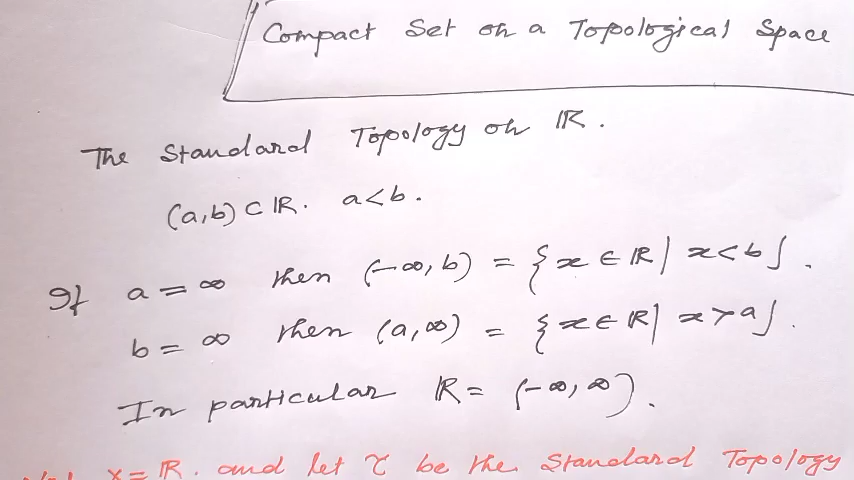 Compact Set on a Topological Space
The Standard Topology on ℝ.
(a,b) ⊂ ℝ. a<b.
If a = ∞ then (-∞, b) = {x ∈ ℝ | x<b}.
b = ∞ then (a, ∞) = {x ∈ ℝ | x>a}.
In particular ℝ = (-∞, ∞).
X = ℝ. and let τ be the Standard Topology